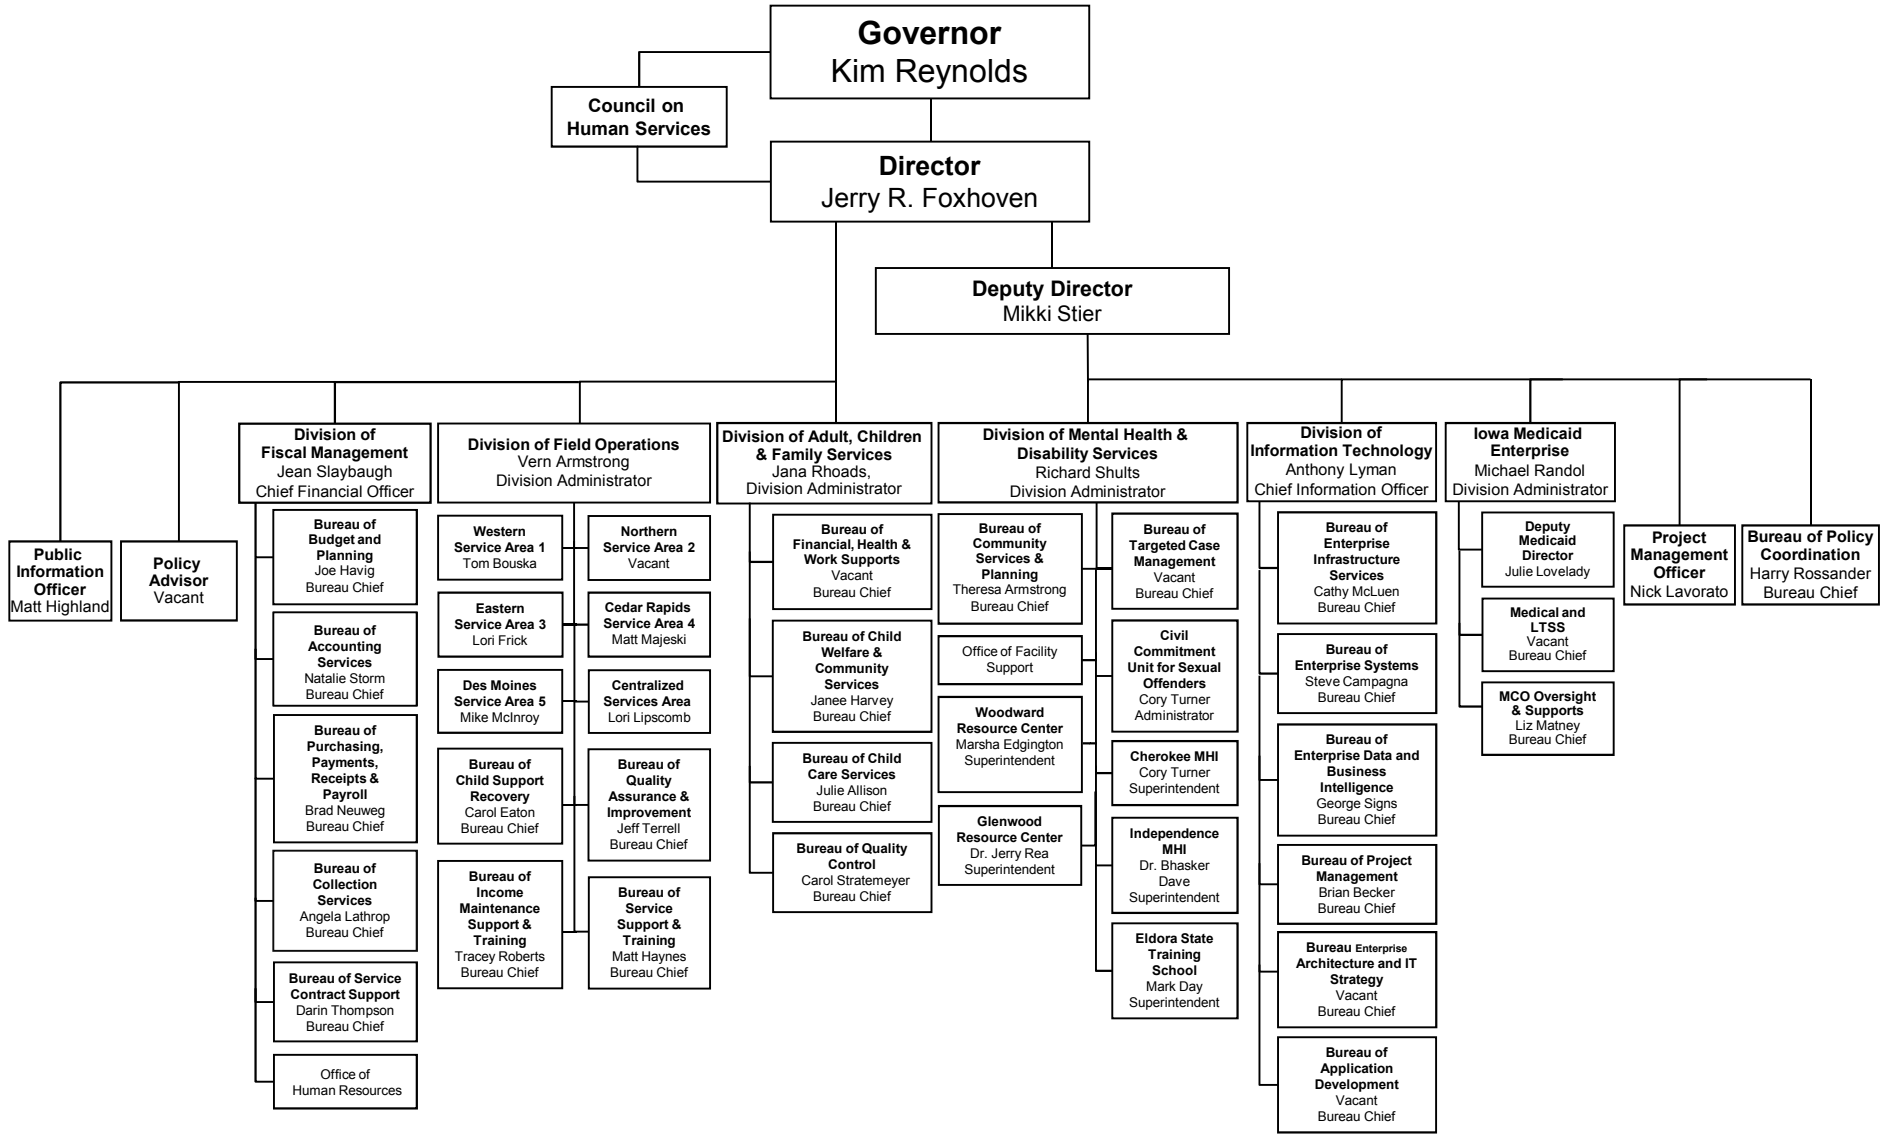 Governor
Kim Reynolds
Council on
Human Services
Director
Jerry R. Foxhoven
Deputy Director
Mikki Stier
Public
Information
Officer
Matt Highland
Policy
Advisor
Vacant
Division of
Fiscal Management
Jean Slaybaugh
Chief Financial Officer
Bureau of
Budget and
Planning
Joe Havig
Bureau Chief
Bureau of
Accounting
Services
Natalie Storm
Bureau Chief
Bureau of
Purchasing,
Payments,
Receipts &
Payroll
Brad Neuweg
Bureau Chief
Bureau of
Collection
Services
Angela Lathrop
Bureau Chief
Bureau of Service
Contract Support
Darin Thompson
Bureau Chief
Office of
Human Resources
Division of Field Operations
Vern Armstrong
Division Administrator
Western
Service Area 1
Tom Bouska
Northern
Service Area 2
Vacant
Eastern
Service Area 3
Lori Frick
Cedar Rapids
Service Area 4
Matt Majeski
Des Moines
Service Area 5
Mike McInroy
Centralized
Services Area
Lori Lipscomb
Bureau of
Child Support
Recovery
Carol Eaton
Bureau Chief
Bureau of
Quality
Assurance &
Improvement
Jeff Terrell
Bureau Chief
Bureau of
Income
Maintenance
Support &
Training
Tracey Roberts
Bureau Chief
Bureau of
Service
Support &
Training
Matt Haynes
Bureau Chief
Division of Adult, Children
& Family Services
Jana Rhoads,
Division Administrator
Bureau of
Financial, Health &
Work Supports
Vacant
Bureau Chief
Bureau of Child
Welfare &
Community
Services
Janee Harvey
Bureau Chief
Bureau of Child
Care Services
Julie Allison
Bureau Chief
Bureau of Quality
Control
Carol Stratemeyer
Bureau Chief
Division of Mental Health &
Disability Services
Richard Shults
Division Administrator
Bureau of
Community
Services &
Planning
Theresa Armstrong
Bureau Chief
Office of Facility
Support
Woodward
Resource Center
Marsha Edgington
Superintendent
Glenwood
Resource Center
Dr. Jerry Rea
Superintendent
Bureau of
Targeted Case
Management
Vacant
Bureau Chief
Civil
Commitment
Unit for Sexual
Offenders
Cory Turner
Administrator
Cherokee MHI
Cory Turner
Superintendent
Independence
MHI
Dr. Bhasker
Dave
Superintendent
Eldora State
Training
School
Mark Day
Superintendent
Division of
Information Technology
Anthony Lyman
Chief Information Officer
Bureau of
Enterprise
Infrastructure
Services
Cathy McLuen
Bureau Chief
Bureau of
Enterprise Systems
Steve Campagna
Bureau Chief
Bureau of
Enterprise Data and
Business
Intelligence
George Signs
Bureau Chief
Bureau of Project
Management
Brian Becker
Bureau Chief
Bureau Enterprise
Architecture and IT
Strategy
Vacant
Bureau Chief
Bureau of
Application
Development
Vacant
Bureau Chief
Iowa Medicaid
Enterprise
Michael Randol
Division Administrator
Deputy
Medicaid
Director
Julie Lovelady
Medical and
LTSS
Vacant
Bureau Chief
MCO Oversight
& Supports
Liz Matney
Bureau Chief
Project
Management
Officer
Nick Lavorato
Bureau of Policy
Coordination
Harry Rossander
Bureau Chief